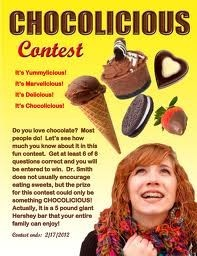 CHOCOLICIOUS
Contest
It's Yummylicious!
It's Marvelicious!
It's Delicious!
It's Chocolicious!
Do you love chocolate? Most
people do! Let's see how
much you know about it in this
fun contest. Get at least 6 of 8
questions correct and you will
be entered to win. Dr. Smith
does not usually encourage
eating sweets, but the prize
for this contest could only be
something CHOCOLICIOUS!
Actually, It is a 5 pound giant
Hershey bar that your entire
family can enjoy!
Contest ends: 2/17/2012